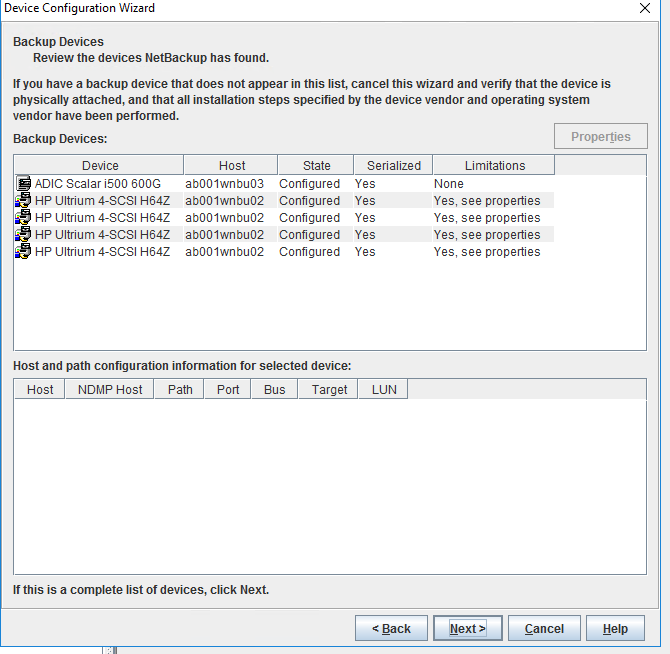 Device Configuration Wizard
Backup Devices
Review the devices NetBackup has found.
If you have a backup device that does not appear in this list, cancel this wizard and verify that the device is
physically attached, and that all installation steps specified by the device vendor and operating system
vendor have been performed.
Backup Devices:
Properties
Device Host State Serialized Limitations
ADIC Scalar i500 600G ab001wnbu03 Configured Yes None
HP Ultrium 4-SCSI H64Z ab001wnbu02 Configured Yes Yes, see properties
HP Ultrium 4-SCSI H64Z ab001wnbu02 Configured Yes Yes, see properties
HP Ultrium 4-SCSI H64Z ab001wnbu02 Configured Yes Yes, see properties
HP Ultrium 4-SCSI H64Z ab001wnbu02 Configured Yes Yes, see properties
Host and path configuration information for selected device:
Host NDMP Host Path Port Bus Target LUN
If this is a complete list of devices, click Next.
< Back Next > Cancel Help